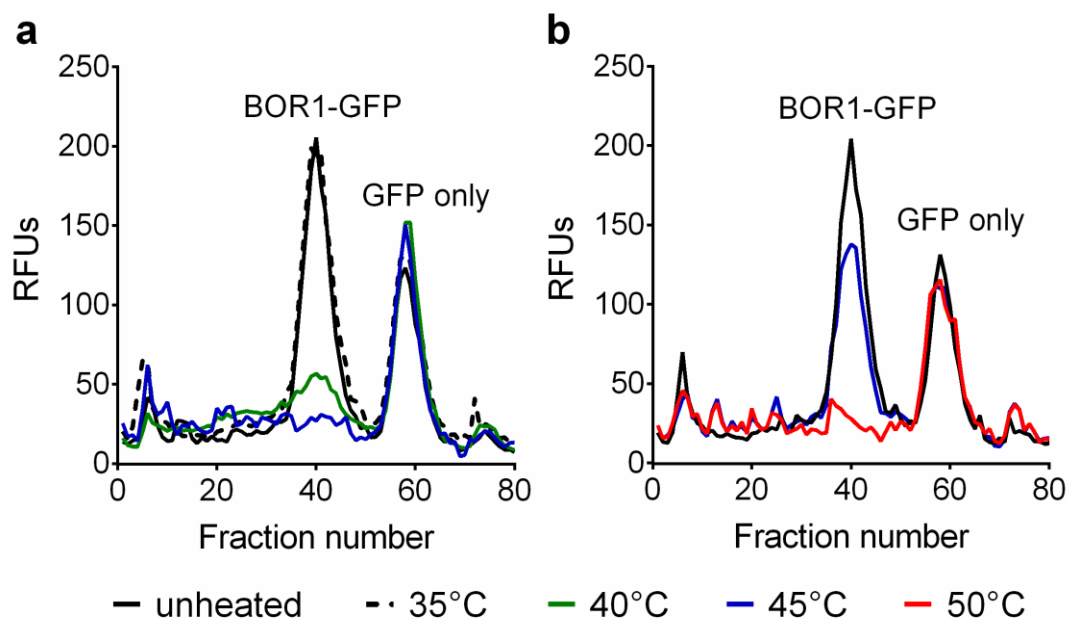 a
250
200
150
100
50
0
RFUs
BOR1-GFP
GFP only
0 20 40 60 80
Fraction number
b
250
200
150
100
50
0
RFUs
BOR1-GFP
GFP only
0 20 40 60 80
Fraction number
unheated 35°C 40°C 45°C 50°C